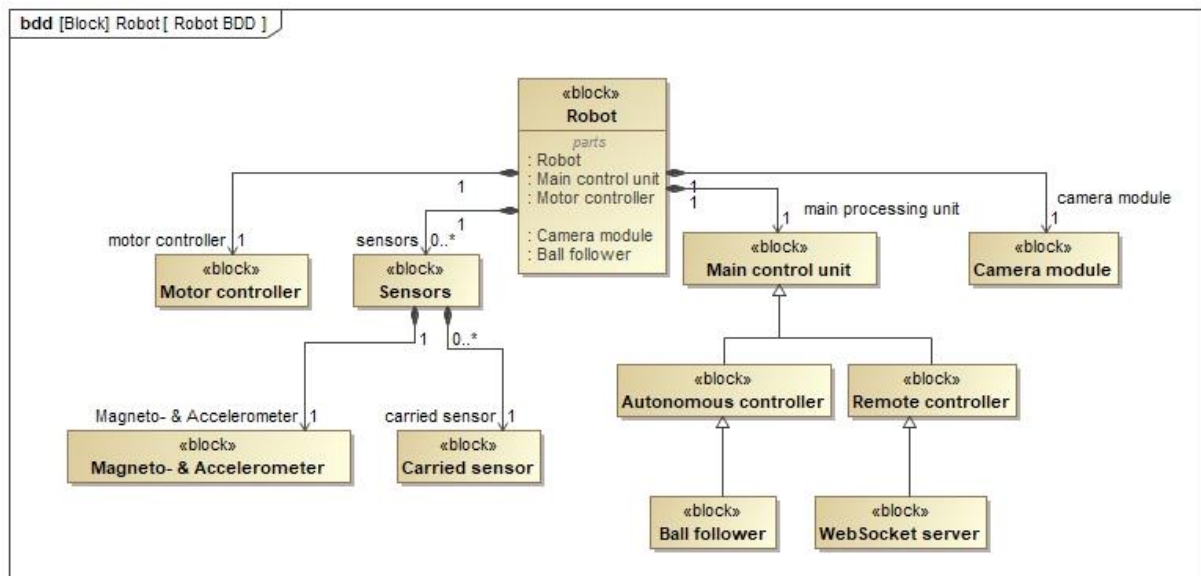 bdd [Block] Robot [ Robot BDD ]
«block»
Robot
parts
: Robot
: Main control unit
: Motor controller
: Camera module
: Ball follower
1
1
1
1
motor controller 1
sensors 0..*
main processing unit
1
camera module
1
«block»
Motor controller
«block»
Sensors
«block»
Main control unit
«block»
Camera module
1
0..*
Magneto- & Accelerometer 1
carried sensor 1
«block»
Magneto- & Accelerometer
«block»
Carried sensor
«block»
Autonomous controller
«block»
Remote controller
«block»
Ball follower
«block»
WebSocket server